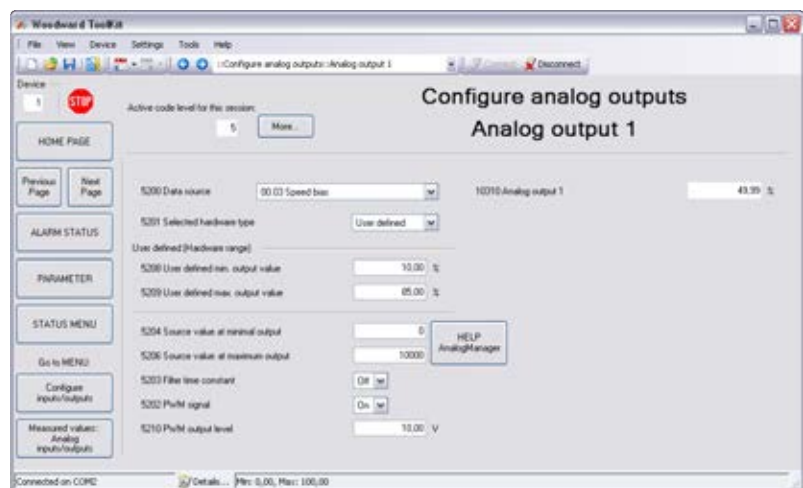 Woodward ToolKit
File View Device Settings Tools Help
::Configure analog outputs::Analog output 1
Connect Disconnect
Device
1
STOP
Active code level for this session:
5
More...
Configure analog outputs
Analog output 1
HOME PAGE
Previous Page
Next Page
ALARM STATUS
PARAMETER
STATUS MENU
Go to MENU:
Configure inputs/outputs
Measured values: Analog inputs/outputs
5200 Data source 00.03 Speed bias
10310 Analog output 1 49,99 %
5201 Selected hardware type User defined
User defined (Hardware range)
5208 User defined min. output value 10,00 %
5209 User defined max. output value 85,00 %
5204 Source value at minimal output 0
5206 Source value at maximum output 10000
HELP
AnalogManager
5203 Filter time constant Off
5202 PWM signal On
5210 PWM output level 10,00 V
Connected on COM2
Details...
Min: 0,00, Max: 100,00